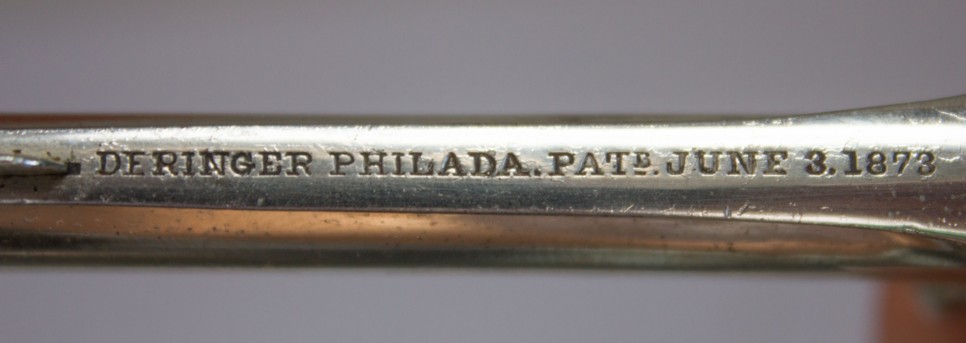 DERINGER PHILADA. PATD. JUNE 3. 1873